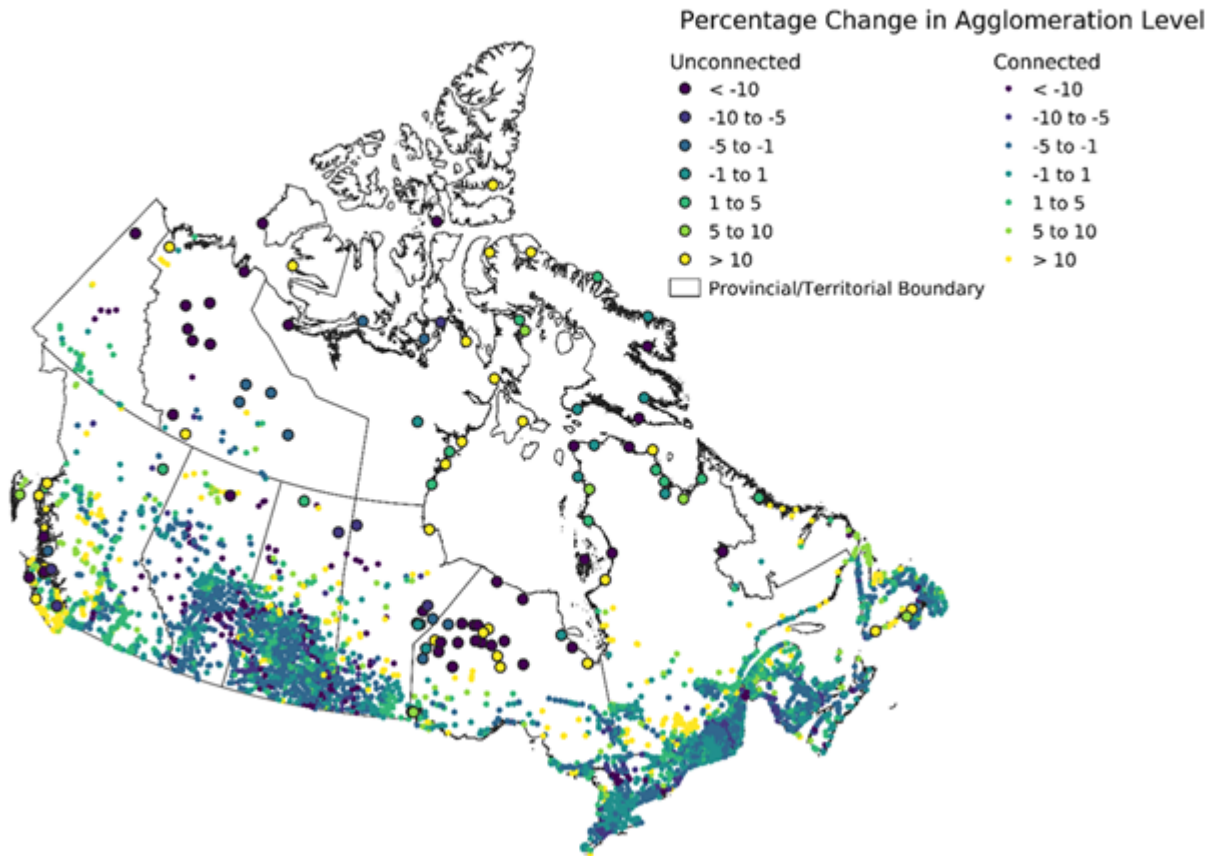 Percentage Change in Agglomeration Level
Unconnected
< -10
-10 to -5
-5 to -1
-1 to 1
1 to 5
5 to 10
> 10
Provincial/Territorial Boundary
Connected
< -10
-10 to -5
-5 to -1
-1 to 1
1 to 5
5 to 10
> 10